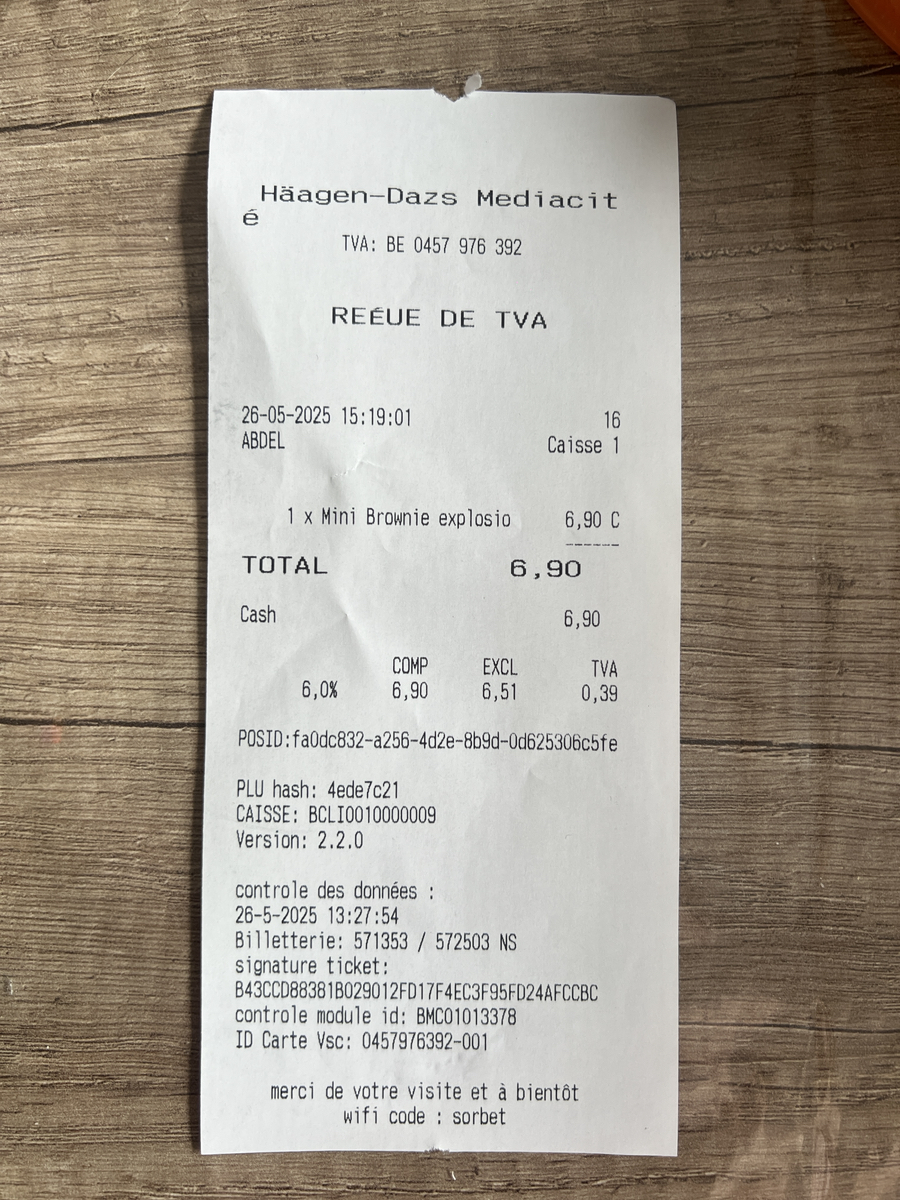 Häagen-Dazs Mediacit
é
TVA: BE 0457 976 392
REÉUE DE TVA
26-05-2025 15:19:01 16
ABDEL Caisse 1
1 x Mini Brownie explosio 6,90 C
------
TOTAL 6,90
Cash 6,90
COMP EXCL TVA
6,0% 6,90 6,51 0,39
POSID:fa0dc832-a256-4d2e-8b9d-0d625306c5fe
PLU hash: 4ede7c21
CAISSE: BCLI0010000009
Version: 2.2.0
controle des données :
26-5-2025 13:27:54
Billetterie: 571353 / 572503 NS
signature ticket:
B43CCD88381B029012FD17F4EC3F95FD24AFCCBC
controle module id: BMC01013378
ID Carte Vsc: 0457976392-001
merci de votre visite et à bientôt
wifi code : sorbet